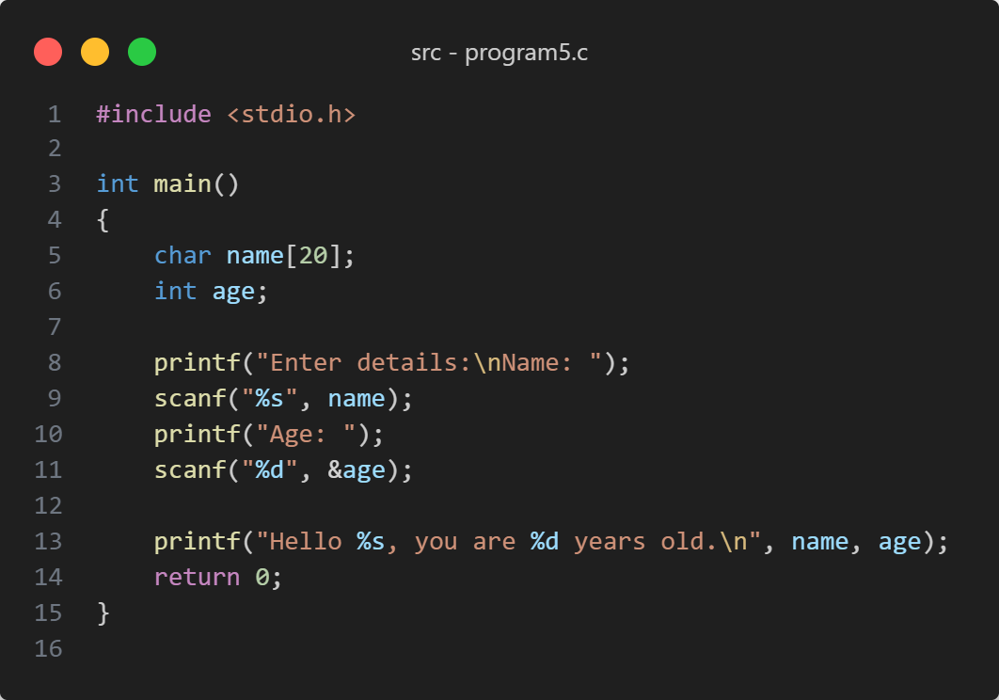 src - program5.c
1 #include <stdio.h>
2
3 int main()
4 {
5     char name[20];
6     int age;
7
8     printf("Enter details:\nName: ");
9     scanf("%s", name);
10     printf("Age: ");
11     scanf("%d", &age);
12
13     printf("Hello %s, you are %d years old.\n", name, age);
14     return 0;
15 }
16